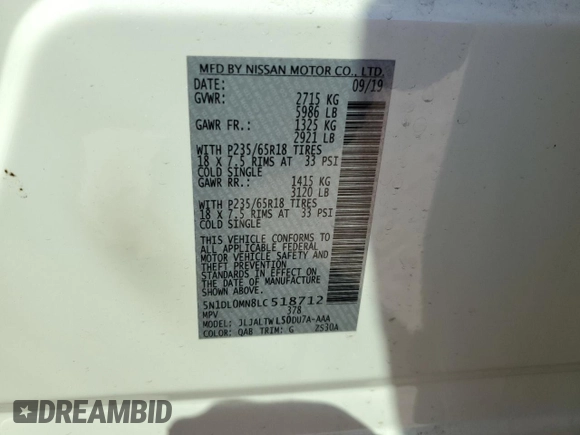 MFD BY NISSAN MOTOR CO., LTD.
DATE: 09/19
GVWR: 2715 KG
5986 LB
GAWR FR.: 1325 KG
2921 LB
WITH P235/65R18 TIRES
18 X 7.5 RIMS AT 33 PSI
COLD SINGLE
GAWR RR.: 1415 KG
3120 LB
WITH P235/65R18 TIRES
18 X 7.5 RIMS AT 33 PSI
COLD SINGLE
THIS VEHICLE CONFORMS TO
ALL APPLICABLE FEDERAL
MOTOR VEHICLE SAFETY AND
THEFT PREVENTION
STANDARDS IN EFFECT ON
THE DATE OF MANUFACTURE
SHOWN ABOVE.
5N1DL0MN8LC518712
MPV 378
MODEL: JLJALTWL50DU7A-AAA
COLOR: QAB TRIM: G ZS30A
DREAMBID